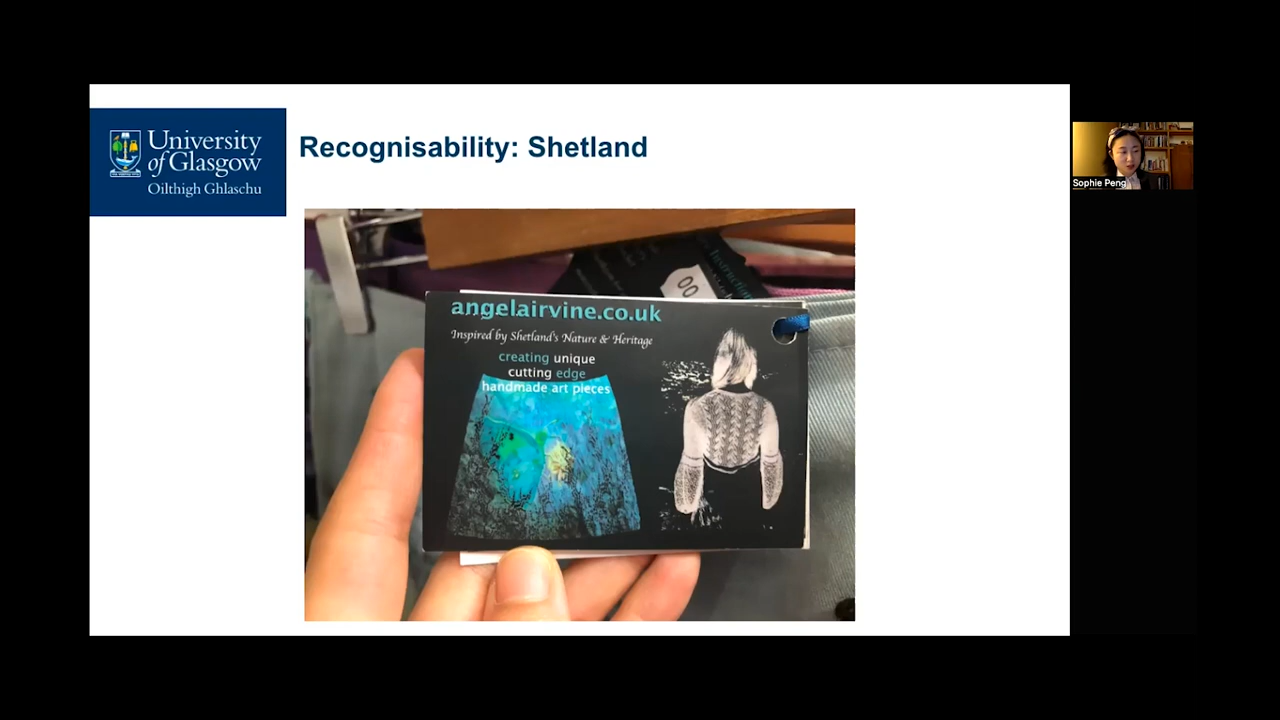 University
of Glasgow
Oilthigh Ghlaschu
Recognisability: Shetland
00
angelairvine.co.uk
Inspired by Shetland's Nature & Heritage
creating unique
cutting edge
handmade art pieces
Sophie Peng